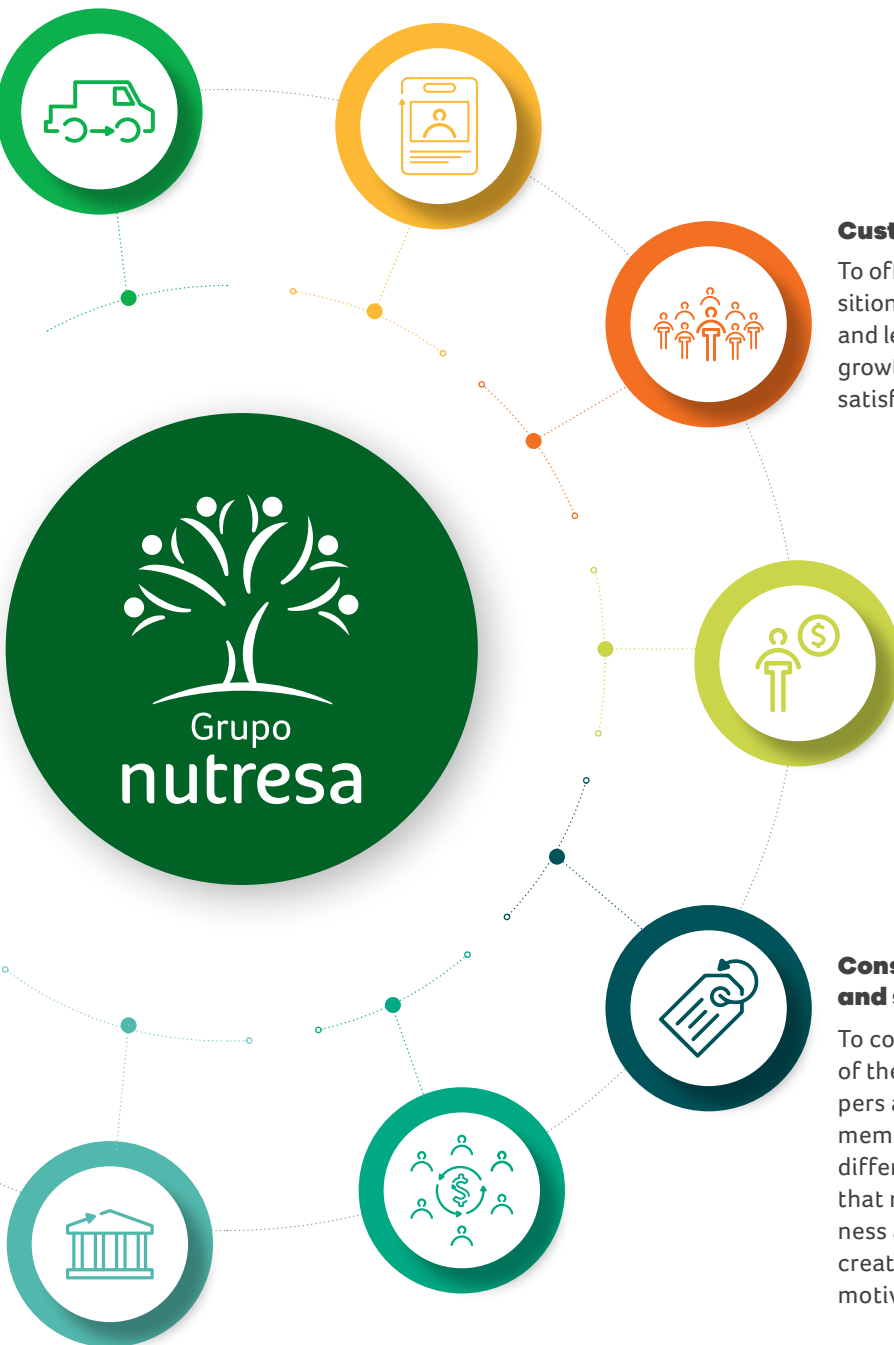 Cust
To of
sition
and le
growt
satisf
Grupo
nutresa
Cons
and s
To co
of the
pers a
mem
differ
that r
ness a
creat
motiv